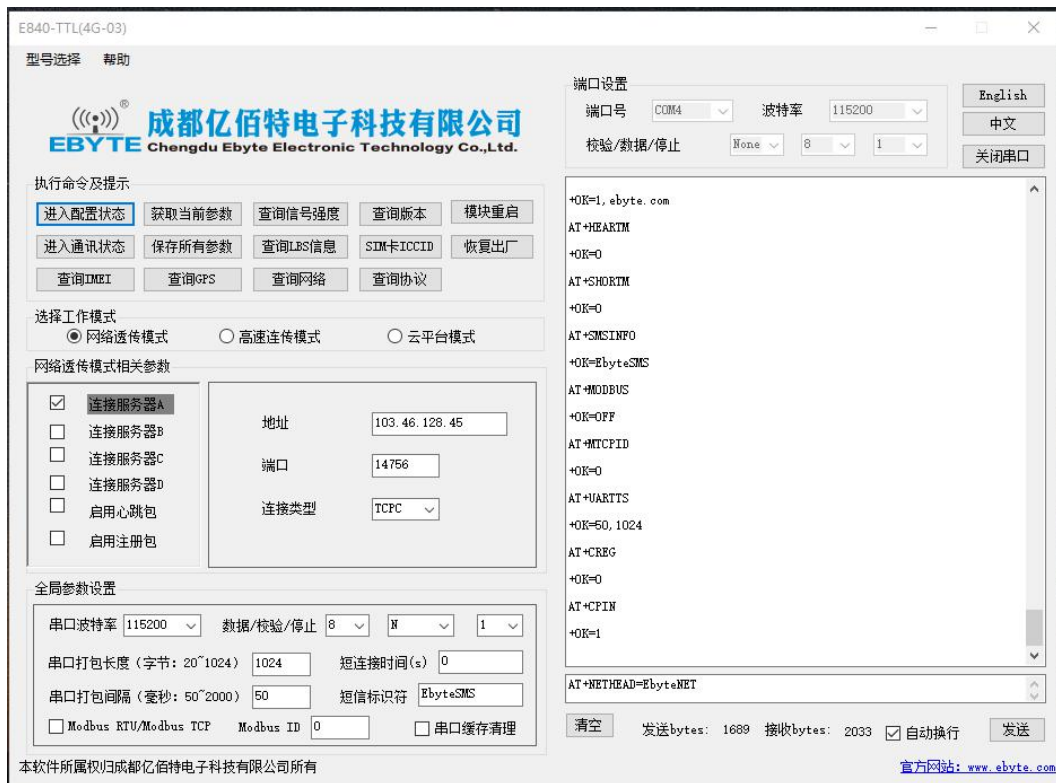 E840-TTL(4G-03)
型号选择 帮助
EBYTE ® 成都亿佰特电子科技有限公司
Chengdu Ebyte Electronic Technology Co.,Ltd.
执行命令及提示
进入配置状态 获取当前参数 查询信号强度 查询版本 模块重启
进入通讯状态 保存所有参数 查询LBS信息 SIM卡ICCID 恢复出厂
查询IMEI 查询GPS 查询网络 查询协议
选择工作模式
网络透传模式 高速连传模式 云平台模式
网络透传模式相关参数
连接服务器A
连接服务器B
连接服务器C
连接服务器D
启用心跳包
启用注册包
地址 103.46.128.45
端口 14756
连接类型 TCPC
全局参数设置
串口波特率 115200 数据/校验/停止 8 N 1
串口打包长度(字节: 20~1024) 1024 短连接时间(s) 0
串口打包间隔(毫秒: 50~2000) 50 短信标识符 EbyteSMS
Modbus RTU/Modbus TCP Modbus ID 0 串口缓存清理
本软件所属权归成都亿佰特电子科技有限公司所有
端口设置
端口号 COM4 波特率 115200
校验/数据/停止 None 8 1
English
中文
关闭串口
+OK=1,ebyte.com
AT+HEARTM
+OK=0
AT+SHORTM
+OK=0
AT+SMSINFO
+OK=EbyteSMS
AT+MODBUS
+OK=OFF
AT+MTCPID
+OK=0
AT+UARTTS
+OK=50,1024
AT+CREG
+OK=0
AT+CPIN
+OK=1
AT+NETHEAD=EbyteNET
清空 发送bytes: 1689 接收bytes: 2033 自动换行 发送
官方网站: www.ebyte.com